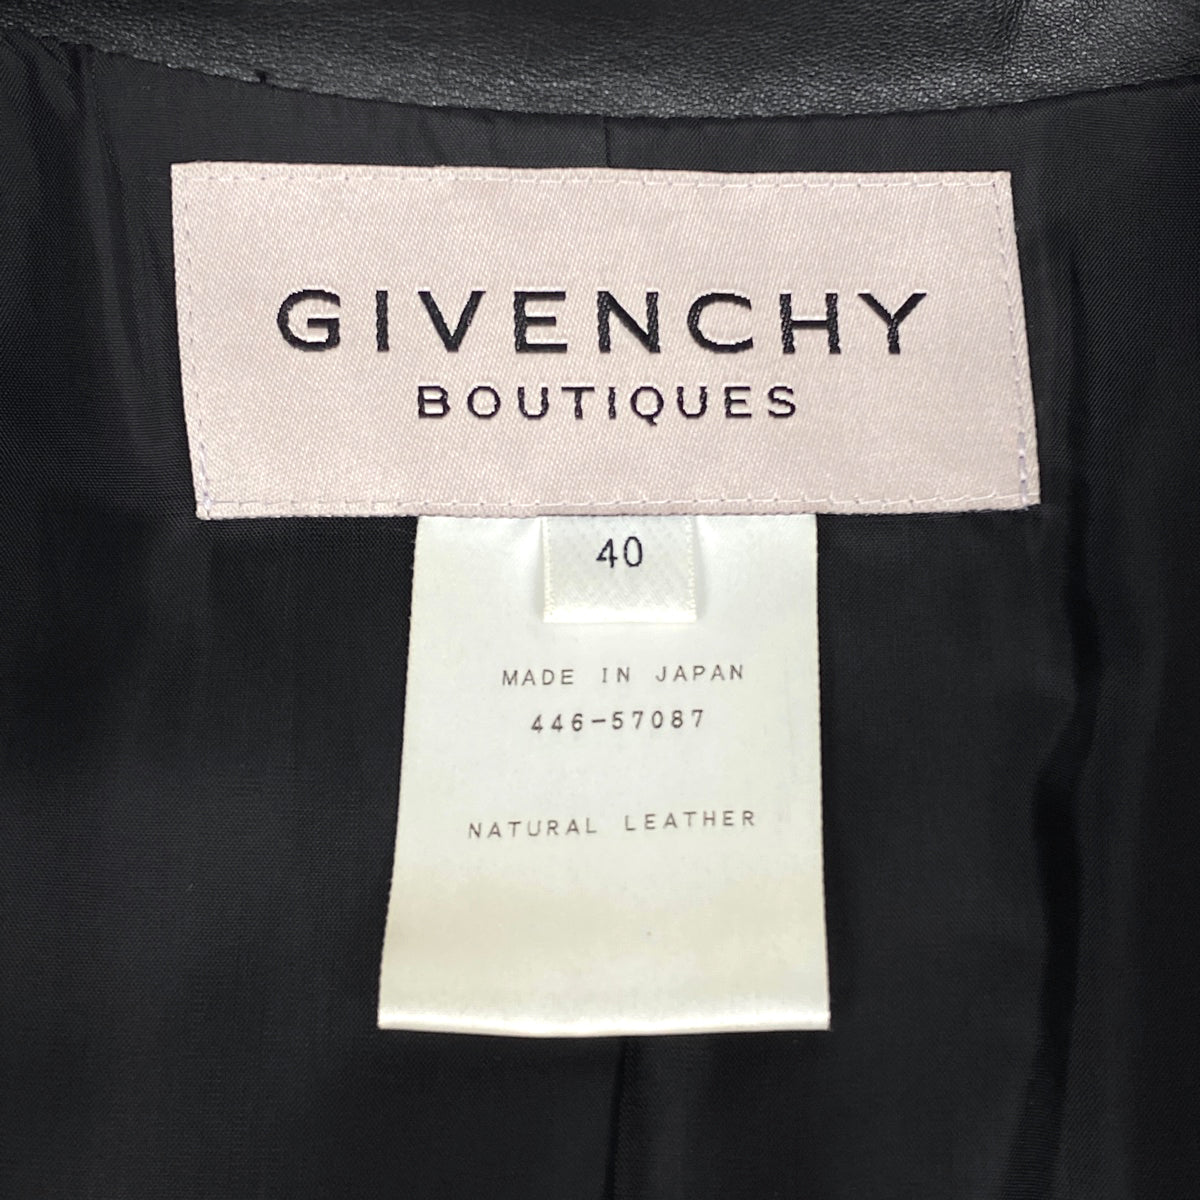 GIVENCHY
BOUTIQUES
40
MADE IN JAPAN
446-57087
NATURAL LEATHER